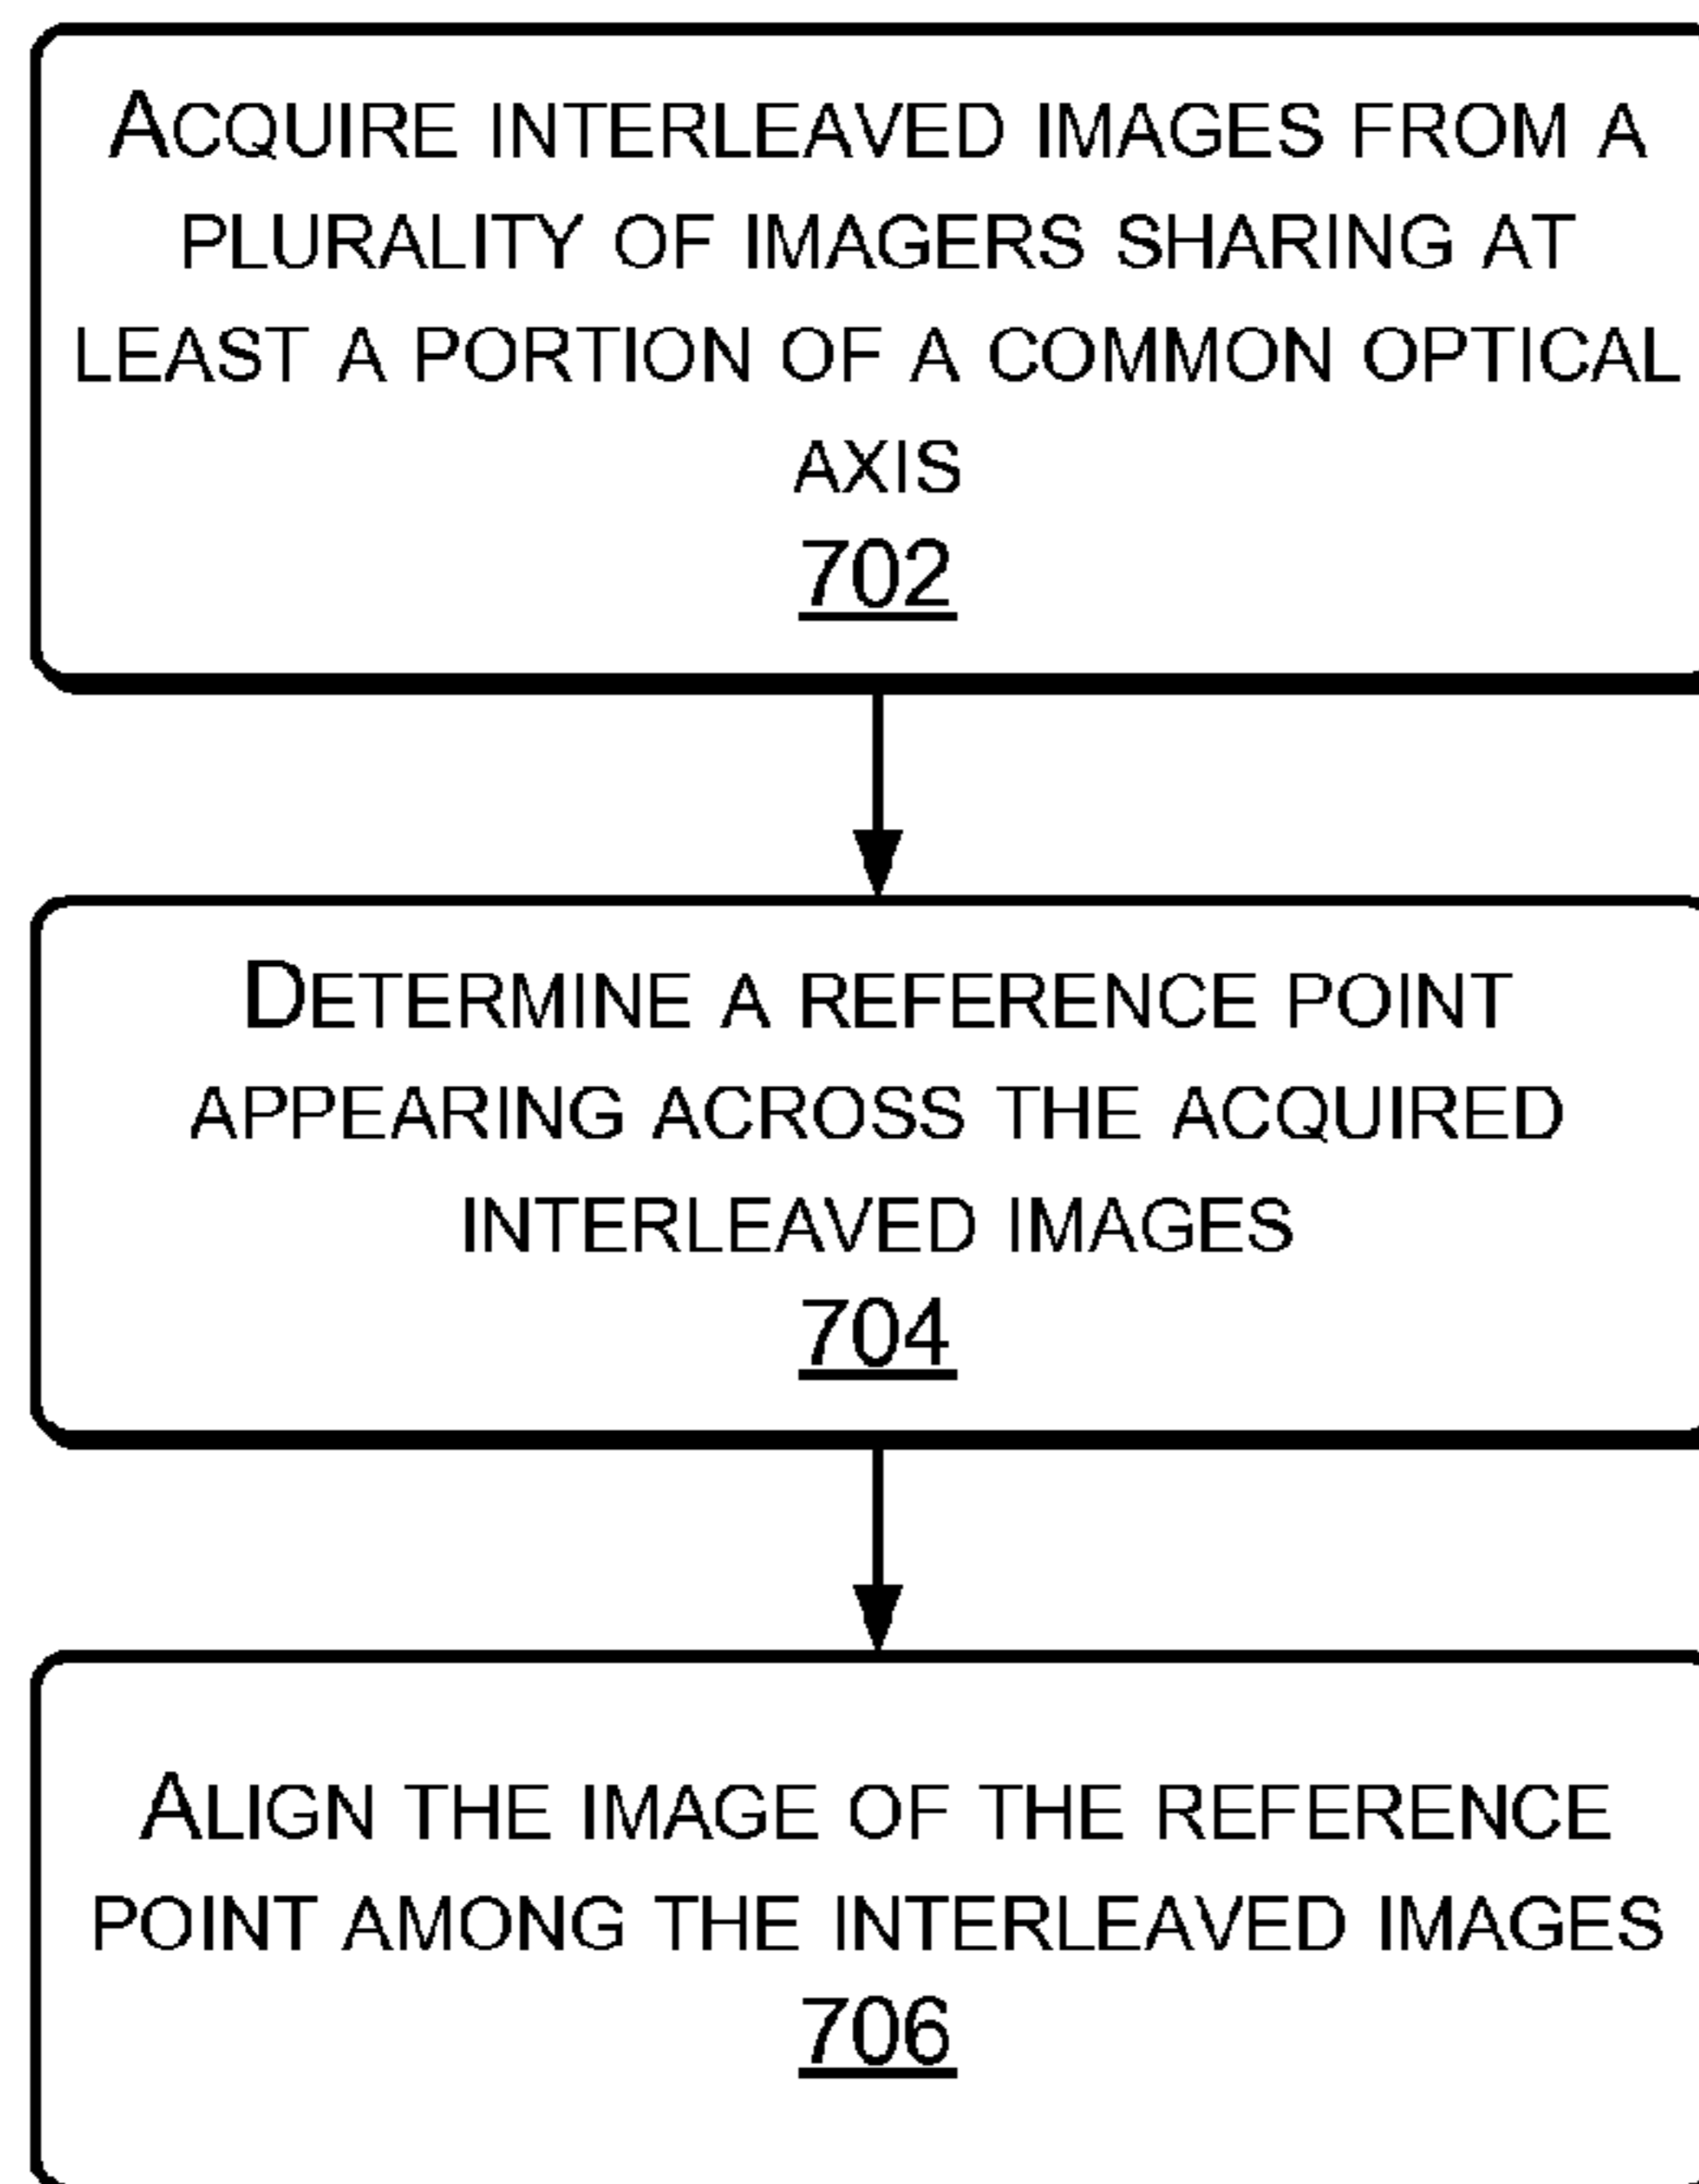 ACQUIRE INTERLEAVED IMAGES FROM A
PLURALITY OF IMAGERS SHARING AT
LEAST A PORTION OF A COMMON OPTICAL
AXIS
702
DETERMINE A REFERENCE POINT
APPEARING ACROSS THE ACQUIRED
INTERLEAVED IMAGES
704
ALIGN THE IMAGE OF THE REFERENCE
POINT AMONG THE INTERLEAVED IMAGES
706